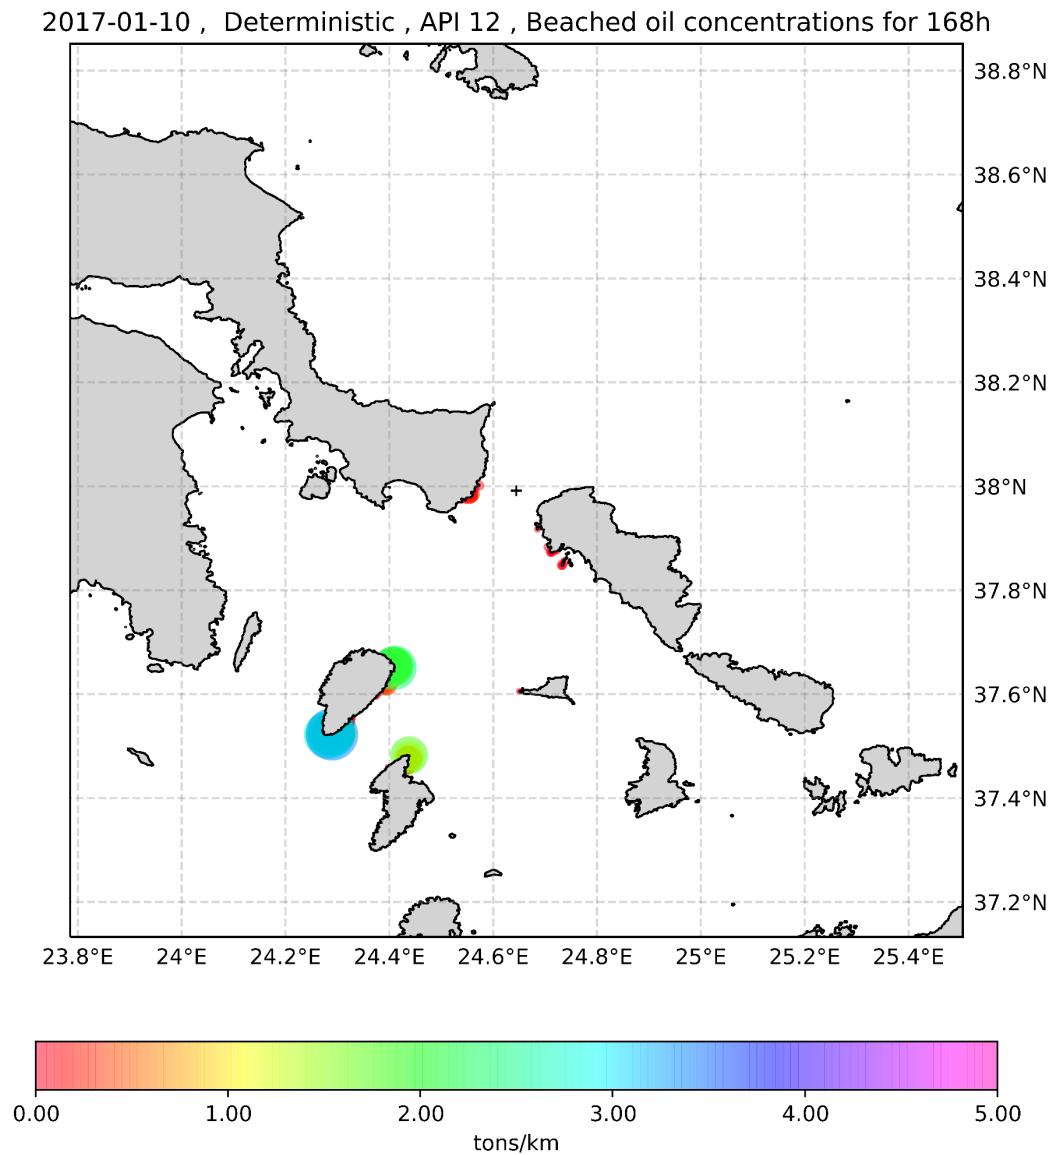 2017-01-10 ,  Deterministic , API 12 , Beached oil concentrations for 168h
38.8°N
38.6°N
38.4°N
38.2°N
38°N
37.8°N
37.6°N
37.4°N
37.2°N
23.8°E 24°E 24.2°E 24.4°E 24.6°E 24.8°E 25°E 25.2°E 25.4°E
0.00 1.00 2.00 3.00 4.00 5.00
tons/km